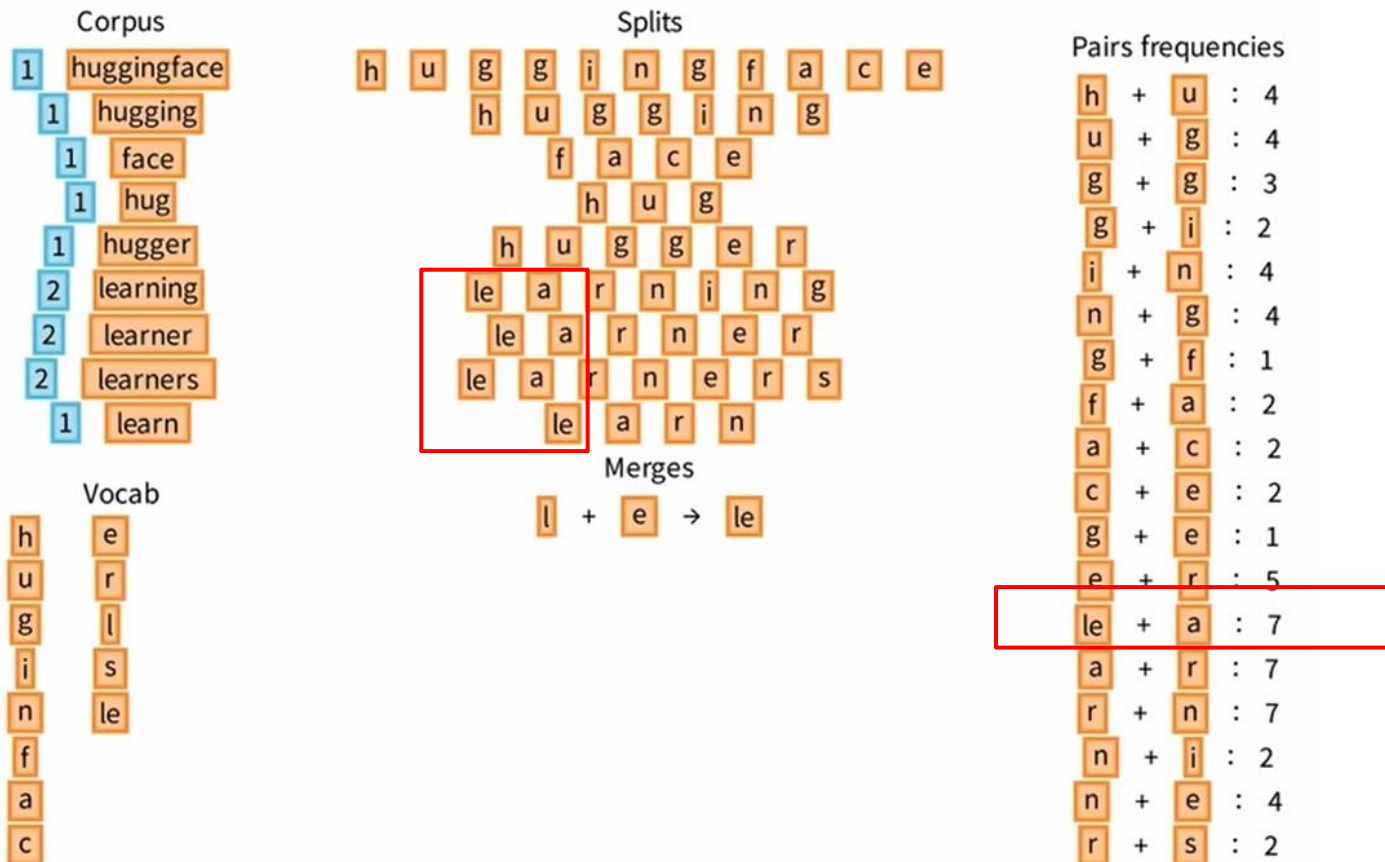 Corpus
1 huggingface
1 hugging
1 face
1 hug
1 hugger
2 learning
2 learner
2 learners
1 learn
Vocab
h e
u r
g l
i s
n le
f
a
c
Splits
h u g g i n g f a c e
h u g g i n g
f a c e
h u g
h u g g e r
le a r n i n g
le a r n e r
le a r n e r s
le a r n
Merges
l + e → le
Pairs frequencies
h + u : 4
u + g : 4
g + g : 3
g + i : 2
i + n : 4
n + g : 4
g + f : 1
f + a : 2
a + c : 2
c + e : 2
g + e : 1
e + r : 5
le + a : 7
a + r : 7
r + n : 7
n + i : 2
n + e : 4
r + s : 2